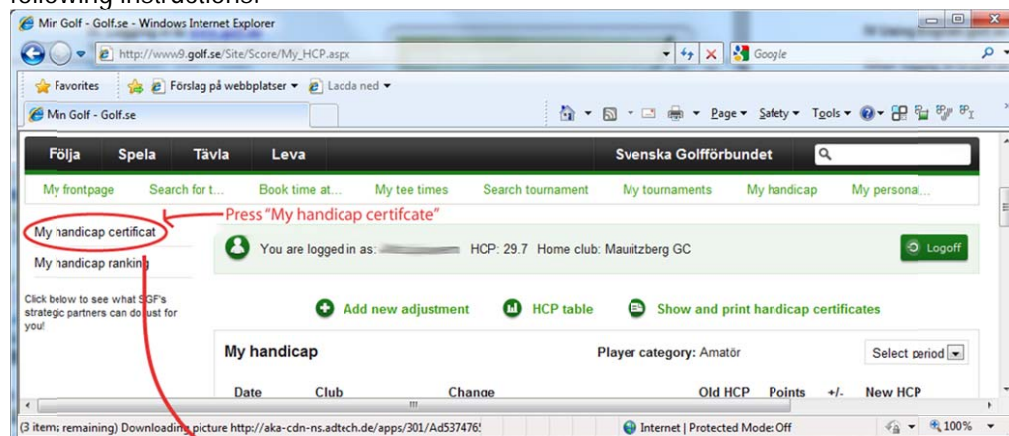 following instructions.
Mir Golf - Golf.se - Windows Internet Explorer
http://www9.golf.se/Site/Score/My_HCP.aspx
Google
Favorites Förslag på webbplatser Lacda ned
Min Golf - Golf.se
Page Safety Tools
Följa Spela Tävla Leva Svenska Golfförbundet
My frontpage Search for t... Book time at... My tee times Search tournament My tournaments My handicap My persona...
Press "My handicap certifcate"
My handicap certificat
You are logged in as: HCP: 29.7 Home club: Mauritzberg GC Logoff
My handicap ranking
Click below to see what SGF's
strategic partners can do just for
you!
Add new adjustment HCP table Show and print hardicap certificates
My handicap Player category: Amatör Select period
Date Club Change Old HCP Points +/- New HCP
(3 items remaining) Downloading picture http://aka-cdn-ns.adtech.de/apps/301/Ad537476! Internet | Protected Mode: Off 100%